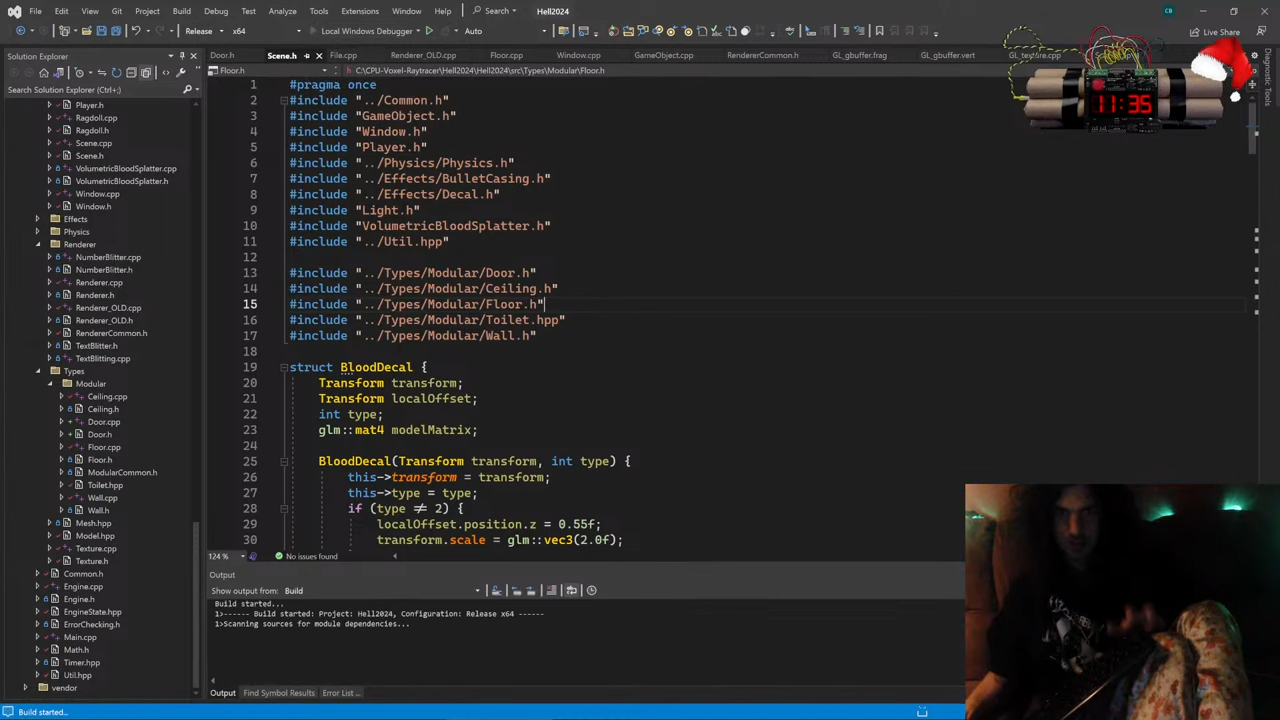 File Edit View Git Project Build Debug Test Analyze Tools Extensions Window Help Search Hell2024 CB
Release x64 Local Windows Debugger Auto Live Share
Solution Explorer
Door.h Scene.h File.cpp Renderer_OLD.cpp Floor.cpp Window.cpp GameObject.cpp RendererCommon.h GL_gbuffer.frag GL_gbuffer.vert GL_texture.cpp
Floor.h C:\CPU-Voxel-Raytracer\Hell2024\Hell2024\src\Types\Modular\Floor.h
Search Solution Explorer (Ctrl+;)
Diagnostic Tools
11:35
Player.h
Ragdoll.cpp
Ragdoll.h
Scene.cpp
Scene.h
VolumetricBloodSplatter.cpp
VolumetricBloodSplatter.h
Window.cpp
Window.h
Effects
Physics
Renderer
NumberBlitter.cpp
NumberBlitter.h
Renderer.cpp
Renderer.h
Renderer_OLD.cpp
Renderer_OLD.h
RendererCommon.h
TextBlitter.h
TextBlitting.cpp
Types
Modular
Ceiling.cpp
Ceiling.h
Door.cpp
Door.h
Floor.cpp
Floor.h
ModularCommon.h
Toilet.hpp
Wall.cpp
Wall.h
Mesh.hpp
Model.hpp
Texture.cpp
Texture.h
Common.h
Engine.cpp
Engine.h
EngineState.hpp
ErrorChecking.h
Main.cpp
Math.h
Timer.hpp
Util.hpp
vendor
1 #pragma once
2 #include "../Common.h"
3 #include "GameObject.h"
4 #include "Window.h"
5 #include "Player.h"
6 #include "../Physics/Physics.h"
7 #include "../Effects/BulletCasing.h"
8 #include "../Effects/Decal.h"
9 #include "Light.h"
10 #include "VolumetricBloodSplatter.h"
11 #include "../Util.hpp"
12
13 #include "../Types/Modular/Door.h"
14 #include "../Types/Modular/Ceiling.h"
15 #include "../Types/Modular/Floor.h"
16 #include "../Types/Modular/Toilet.hpp"
17 #include "../Types/Modular/Wall.h"
18
19 struct BloodDecal {
20 Transform transform;
21 Transform localOffset;
22 int type;
23 glm::mat4 modelMatrix;
24
25 BloodDecal(Transform transform, int type) {
26 this->transform = transform;
27 this->type = type;
28 if (type ≠ 2) {
29 localOffset.position.z = 0.55f;
30 transform.scale = glm::vec3(2.0f);
124 % No issues found
Output
Show output from: Build
Build started...
1>------ Build started: Project: Hell2024, Configuration: Release x64 ------
1>Scanning sources for module dependencies...
Output Find Symbol Results Error List ...
Build started...